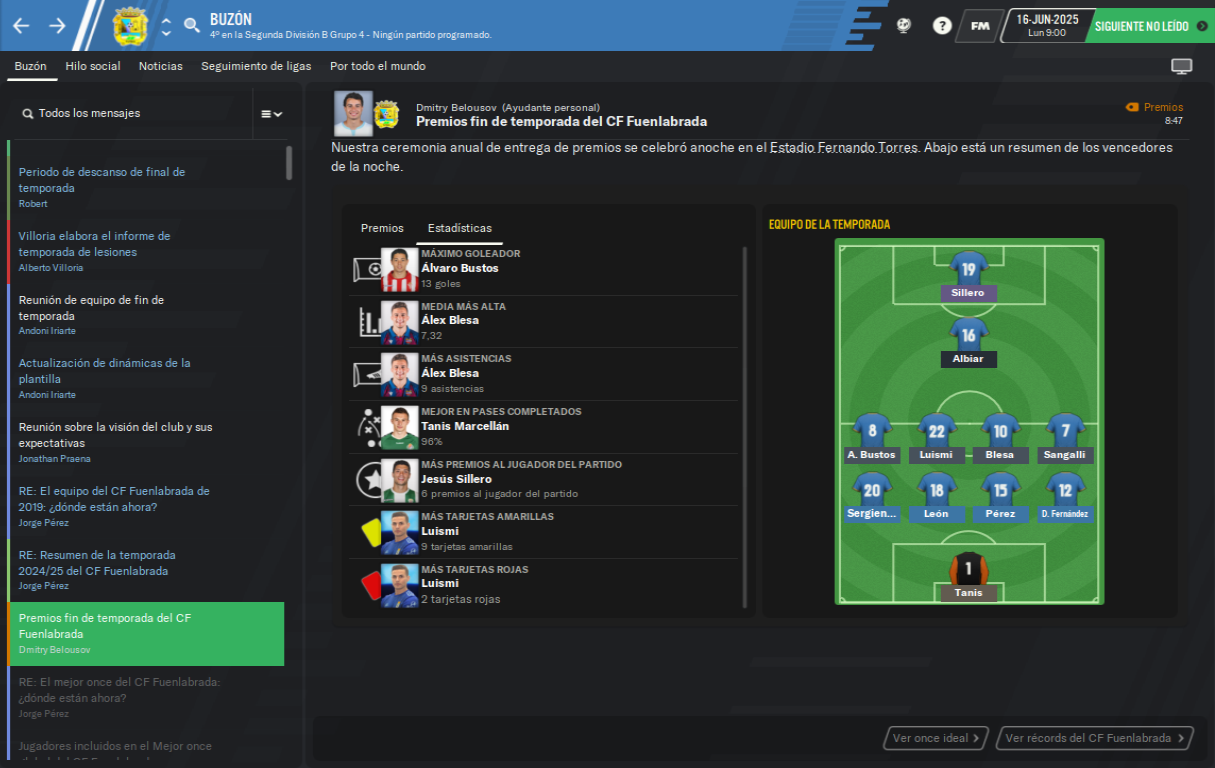 BUZÓN
4º en la Segunda División B Grupo 4 - Ningún partido programado.
FM
16-JUN-2025
Lun 9:00
SIGUIENTE NO LEÍDO
Buzón
Hilo social
Noticias
Seguimiento de ligas
Por todo el mundo
Todos los mensajes
Periodo de descanso de final de
temporada
Robert
Villoria elabora el informe de
temporada de lesiones
Alberto Villoria
Reunión de equipo de fin de
temporada
Andoni Iriarte
Actualización de dinámicas de la
plantilla
Andoni Iriarte
Reunión sobre la visión del club y sus
expectativas
Jonathan Praena
RE: El equipo del CF Fuenlabrada de
2019: ¿dónde están ahora?
Jorge Pérez
RE: Resumen de la temporada
2024/25 del CF Fuenlabrada
Jorge Pérez
Premios fin de temporada del CF
Fuenlabrada
Dmitry Belousov
RE: El mejor once del CF Fuenlabrada:
¿dónde están ahora?
Jorge Pérez
Jugadores incluidos en el Mejor once
Dmitry Belousov (Ayudante personal)
Premios fin de temporada del CF Fuenlabrada
Premios
8:47
Nuestra ceremonia anual de entrega de premios se celebró anoche en el Estadio Fernando Torres. Abajo está un resumen de los vencedores
de la noche.
Premios
Estadísticas
MÁXIMO GOLEADOR
Álvaro Bustos
13 goles
MEDIA MÁS ALTA
Álex Blesa
7,32
MÁS ASISTENCIAS
Álex Blesa
9 asistencias
MEJOR EN PASES COMPLETADOS
Tanis Marcellán
96%
MÁS PREMIOS AL JUGADOR DEL PARTIDO
Jesús Sillero
6 premios al jugador del partido
MÁS TARJETAS AMARILLAS
Luismi
9 tarjetas amarillas
MÁS TARJETAS ROJAS
Luismi
2 tarjetas rojas
EQUIPO DE LA TEMPORADA
19
Sillero
16
Albiar
8
22
10
7
A. Bustos
Luismi
Blesa
Sangalli
20
18
15
12
Sergien...
León
Pérez
D. Fernández
1
Tanis
Ver once ideal
Ver récords del CF Fuenlabrada